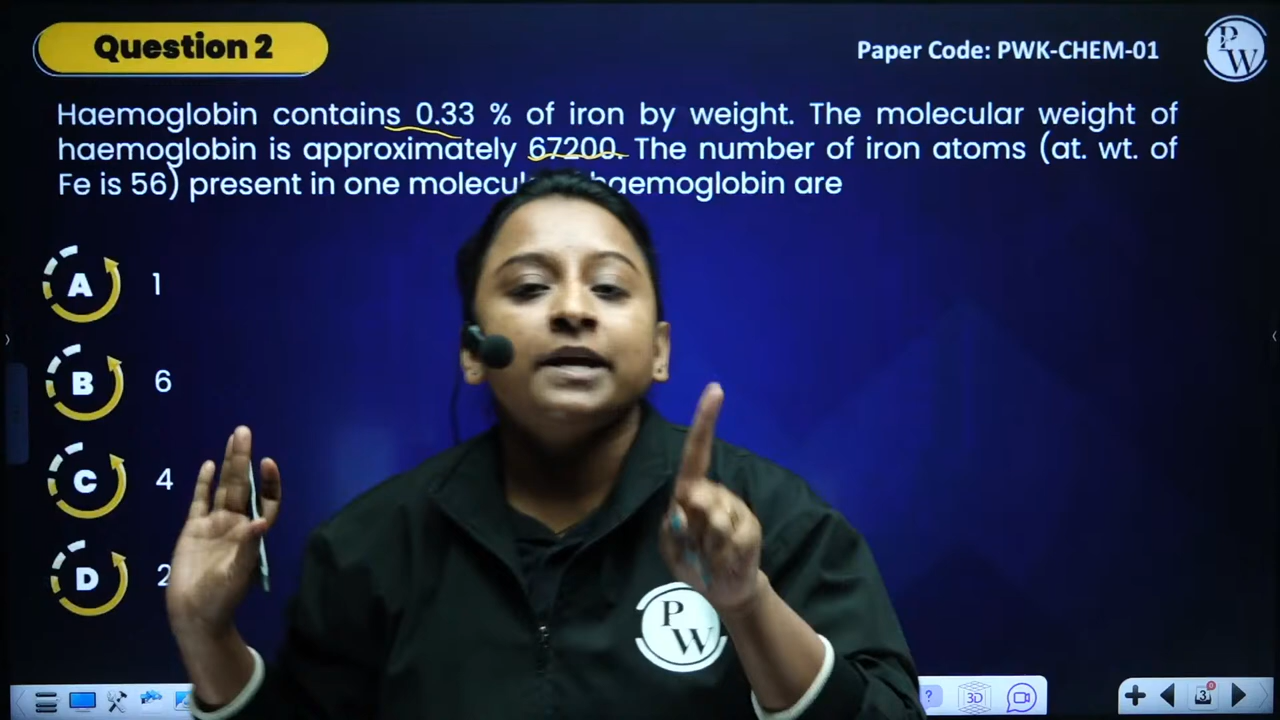 Question 2
Paper Code: PWK-CHEM-01
P
W
Haemoglobin contains 0.33 % of iron by weight. The molecular weight of
haemoglobin is approximately 67200. The number of iron atoms (at. wt. of
Fe is 56) present in one haemoglobin are
A 1
B 6
C 4
D 2
P
W
? 3D 3